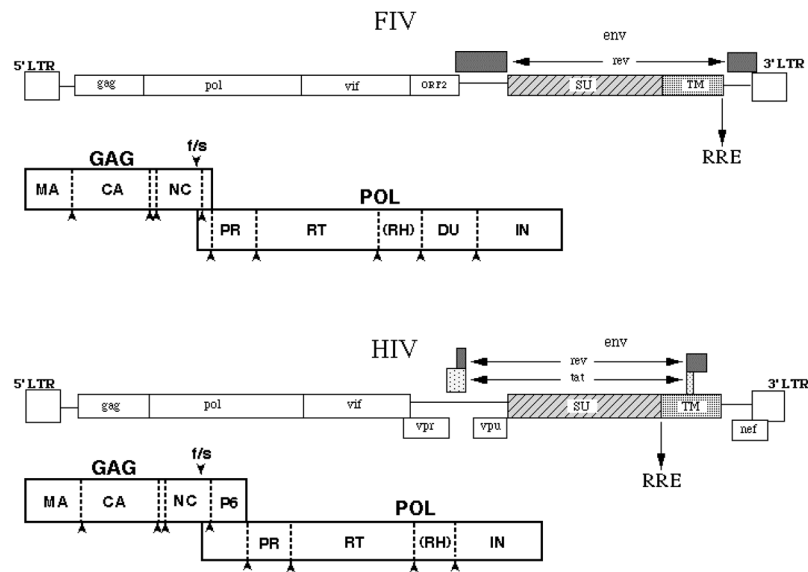 FIV
env
5' LTR
rev
3' LTR
gag pol vif ORF2 SU TM
RRE
f/s
GAG
MA CA NC
POL
PR RT (RH) DU IN
HIV
env
rev
5' LTR
tat
3' LTR
gag pol vif SU TM
vpr vpu nef
f/s
GAG
RRE
MA CA NC P6
POL
PR RT (RH) IN